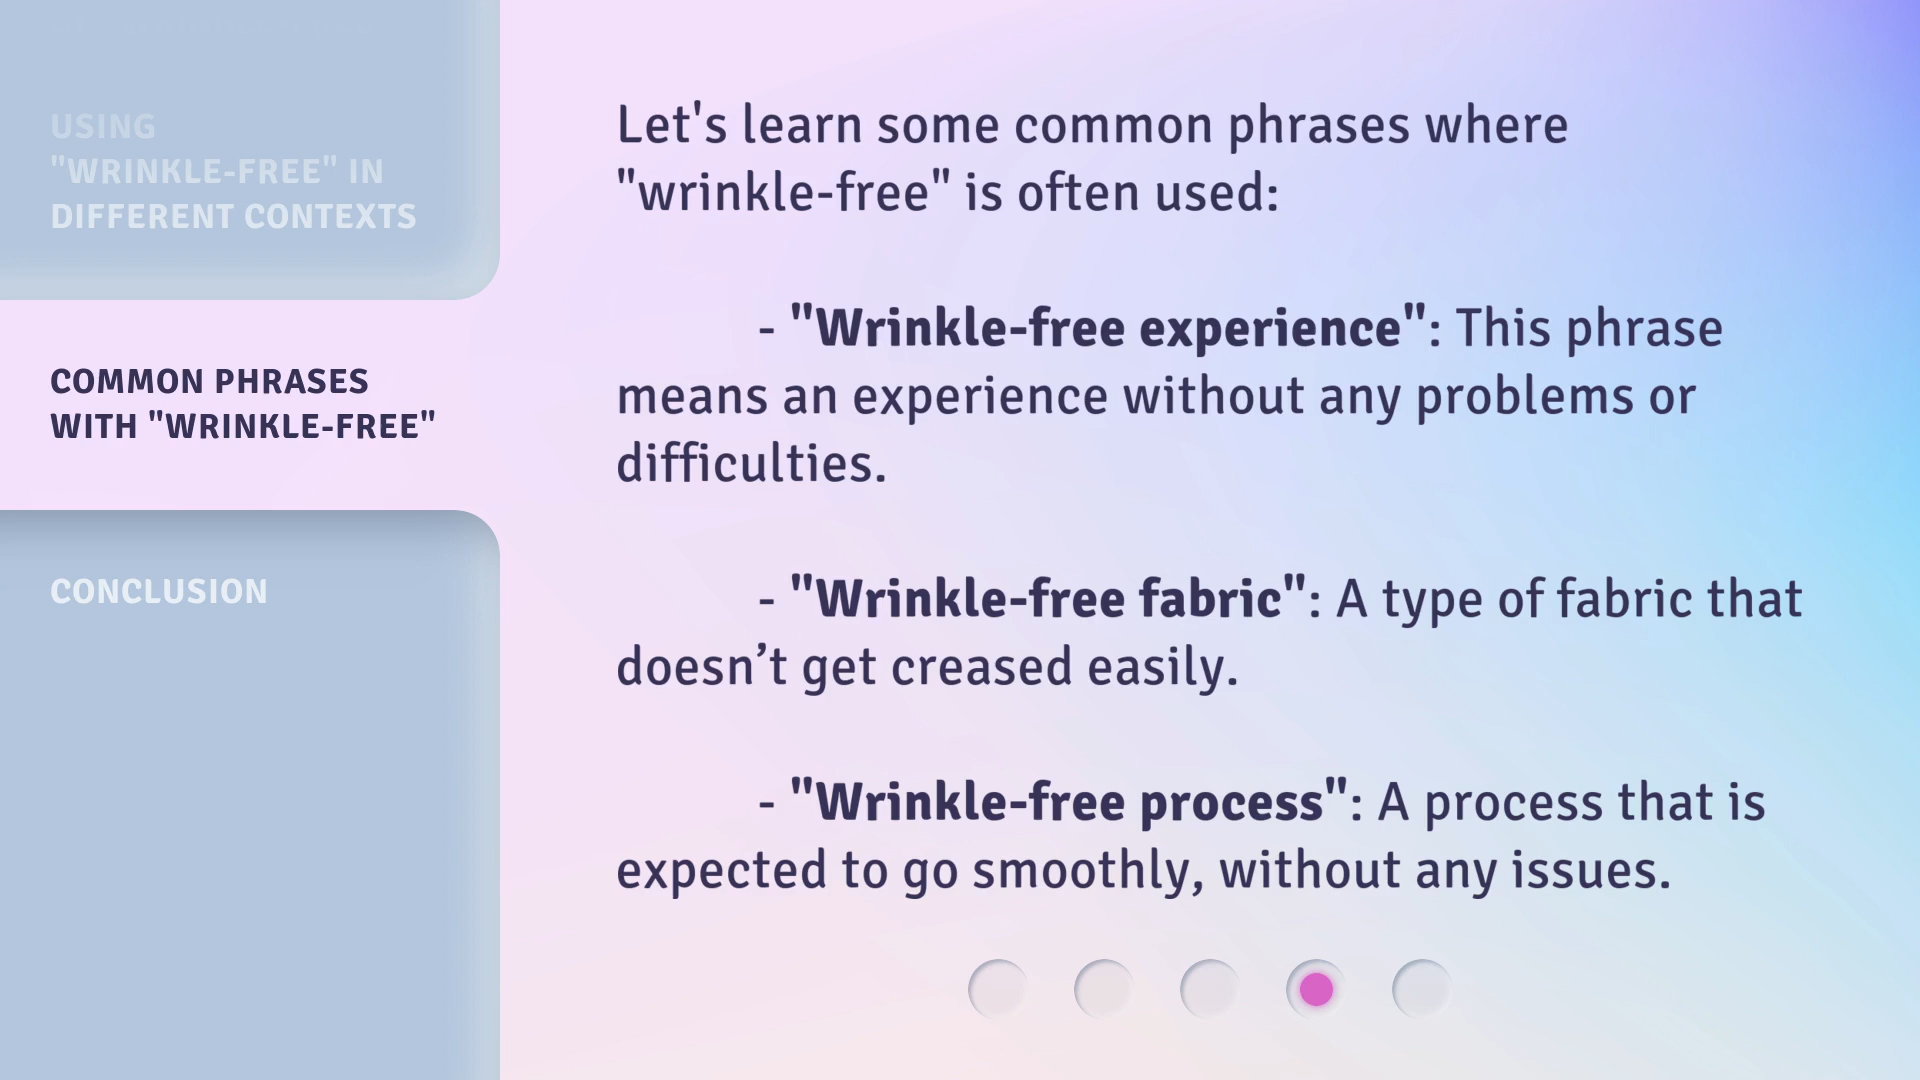 USING
"WRINKLE-FREE" IN
DIFFERENT CONTEXTS
COMMON PHRASES
WITH "WRINKLE-FREE"
CONCLUSION
Let's learn some common phrases where
"wrinkle-free" is often used:
- "Wrinkle-free experience": This phrase
means an experience without any problems or
difficulties.
- "Wrinkle-free fabric": A type of fabric that
doesn’t get creased easily.
- "Wrinkle-free process": A process that is
expected to go smoothly, without any issues.